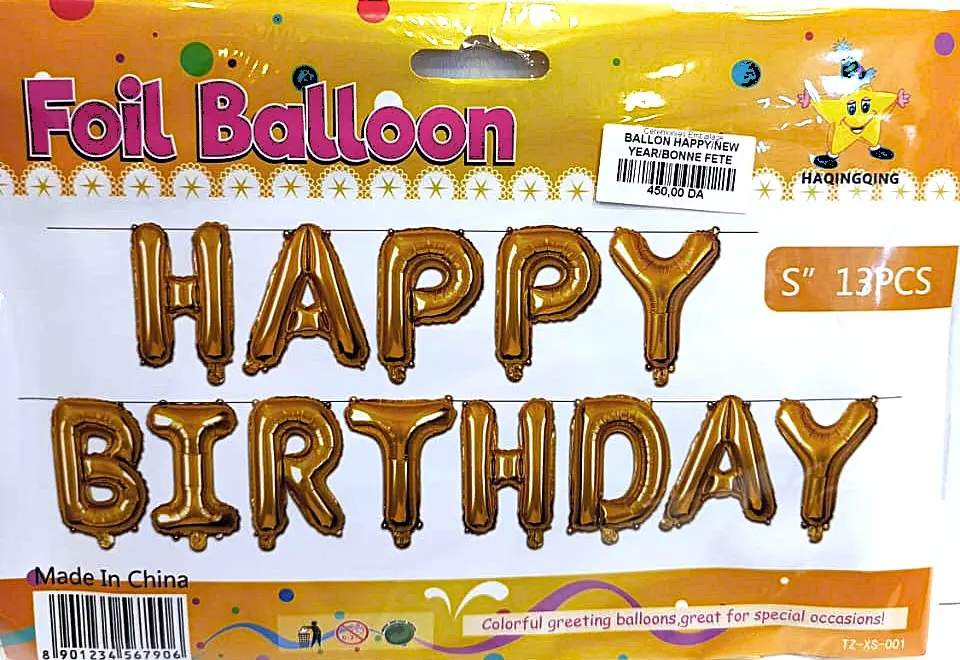 Foil Balloon
Cérémonies Emballage
BALLON HAPPY/NEW
YEAR/BONNE FETE
450,00 DA
HAQINGQING
HAPPY
S" 13PCS
BIRTHDAY
Made In China
8 901234 567906
Colorful greeting balloons,great for special occasions!
TZ-XS-001